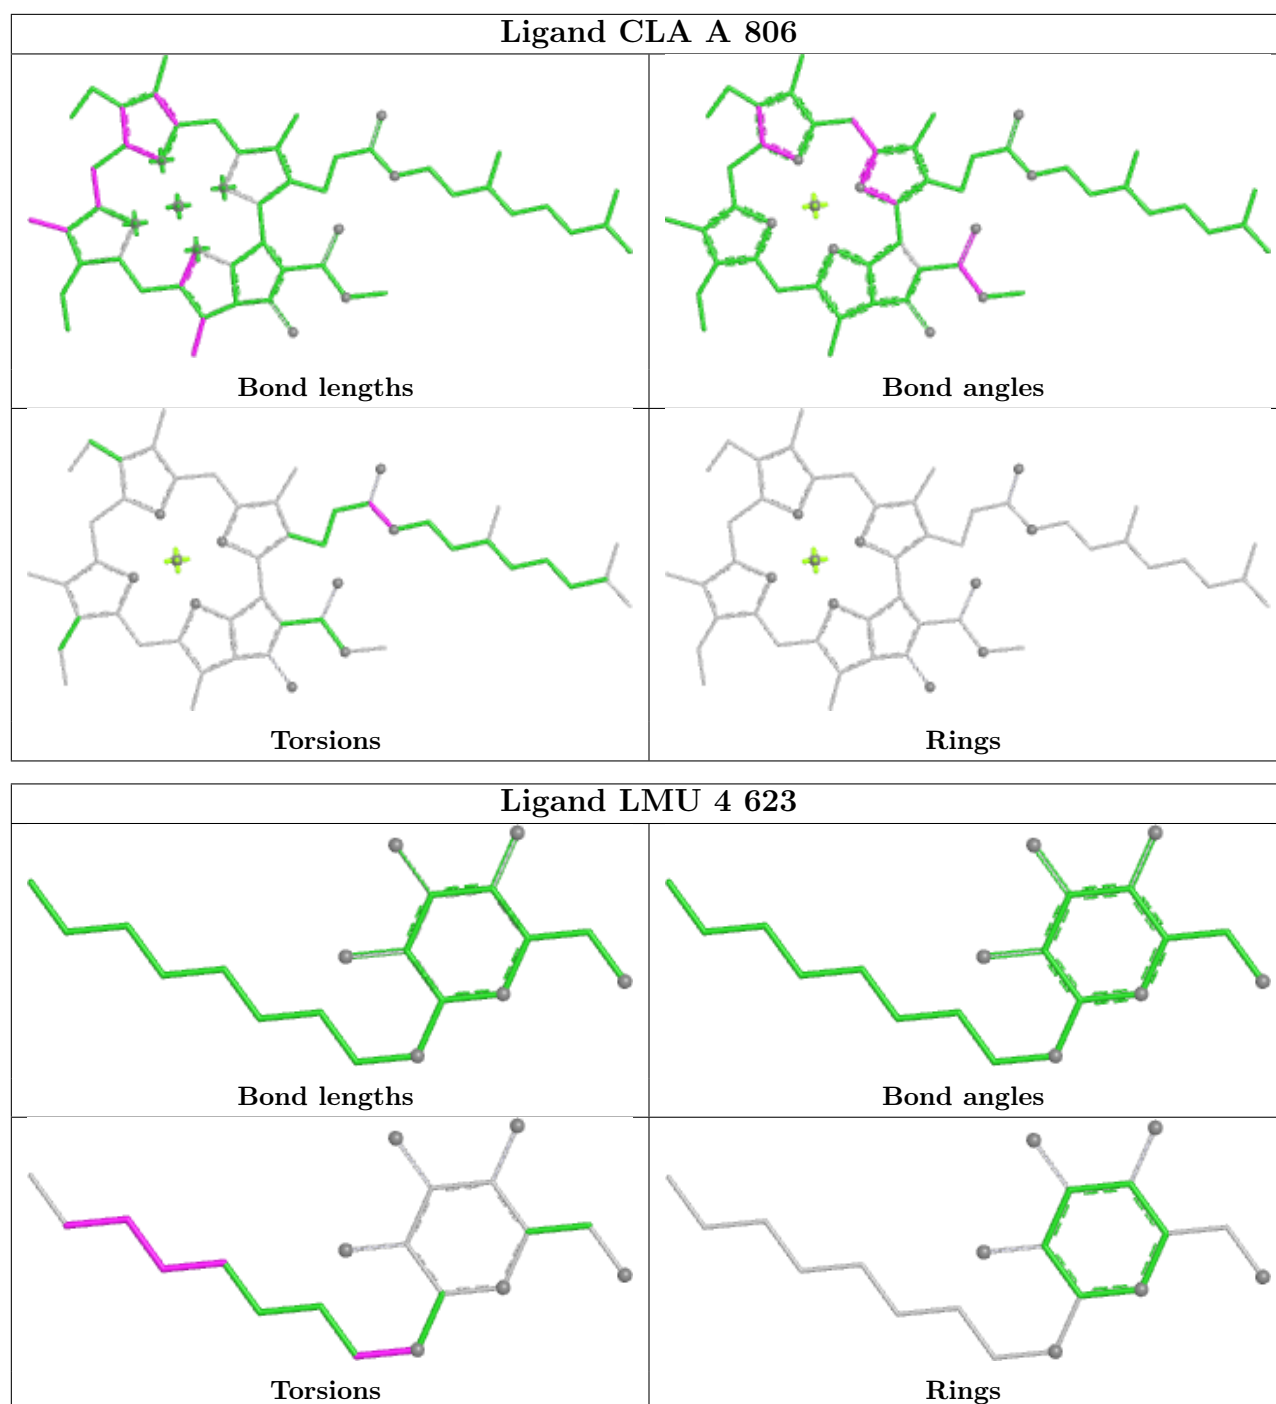 Ligand CLA A 806
Bond lengths
Bond angles
Torsions
Rings
Ligand LMU 4 623
Bond lengths
Bond angles
Torsions
Rings